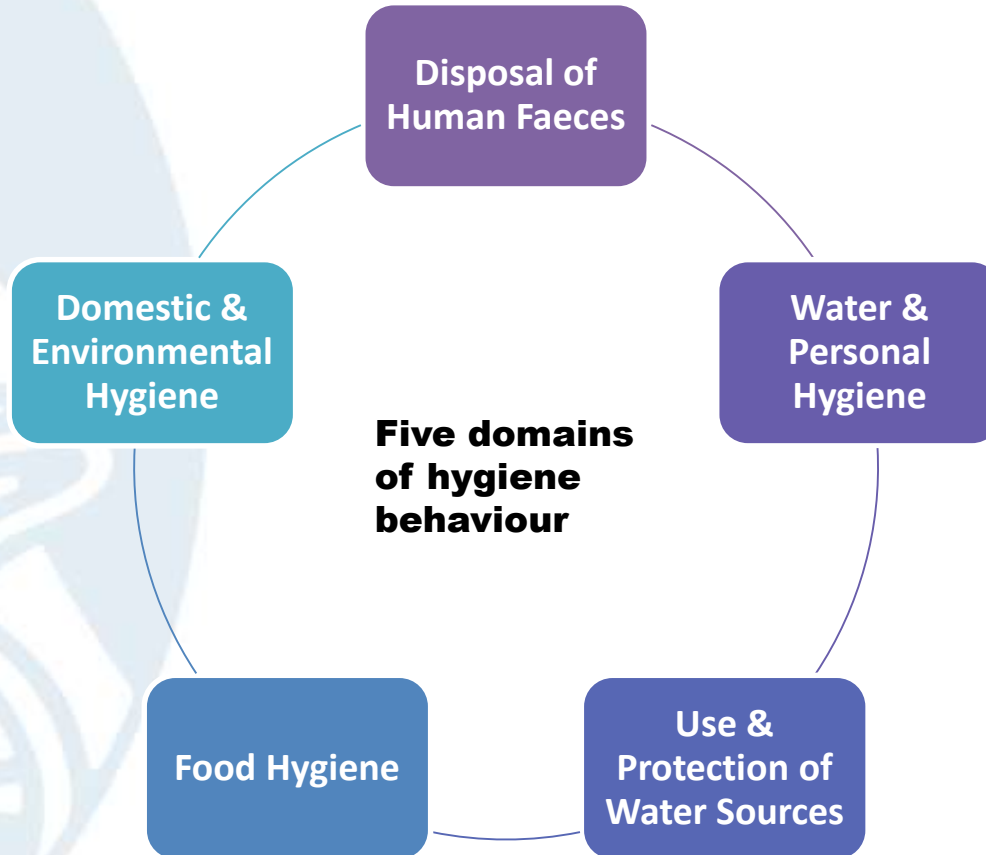 Disposal of
Human Faeces
Water &
Personal
Hygiene
Use &
Protection of
Water Sources
Food Hygiene
Domestic &
Environmental
Hygiene
Five domains
of hygiene
behaviour